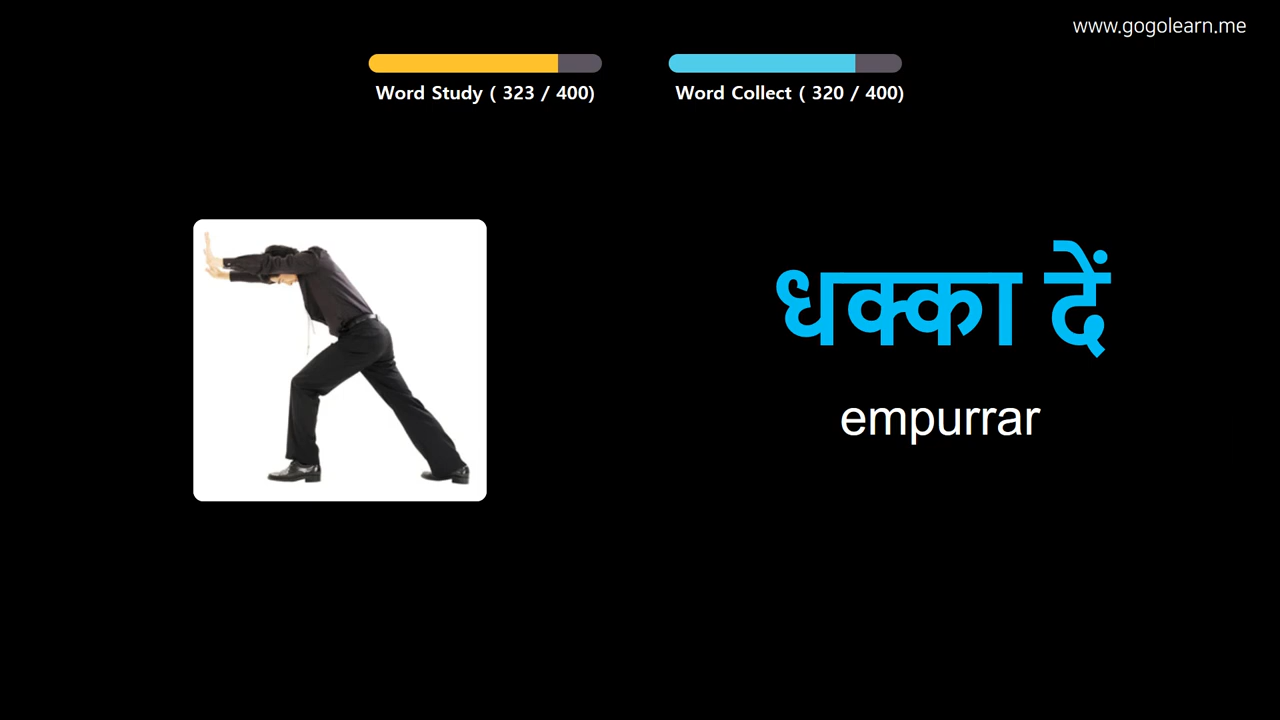 www.gogolearn.me
Word Study ( 323 / 400)
Word Collect ( 320 / 400)
धक्का दें
empurrar